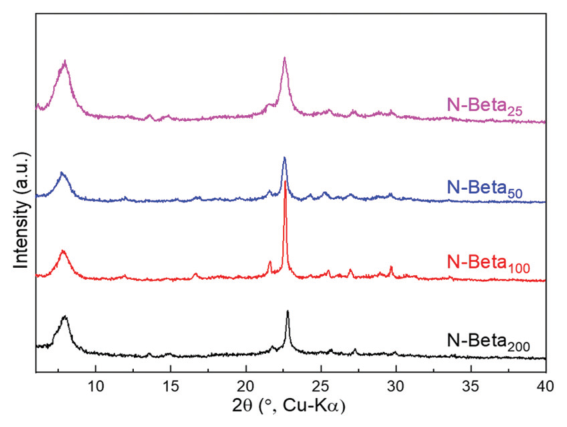 Intensity (a.u.)
N-Beta25
N-Beta50
N-Beta100
N-Beta200
10 15 20 25 30 35 40
2θ (°, Cu-Kα)